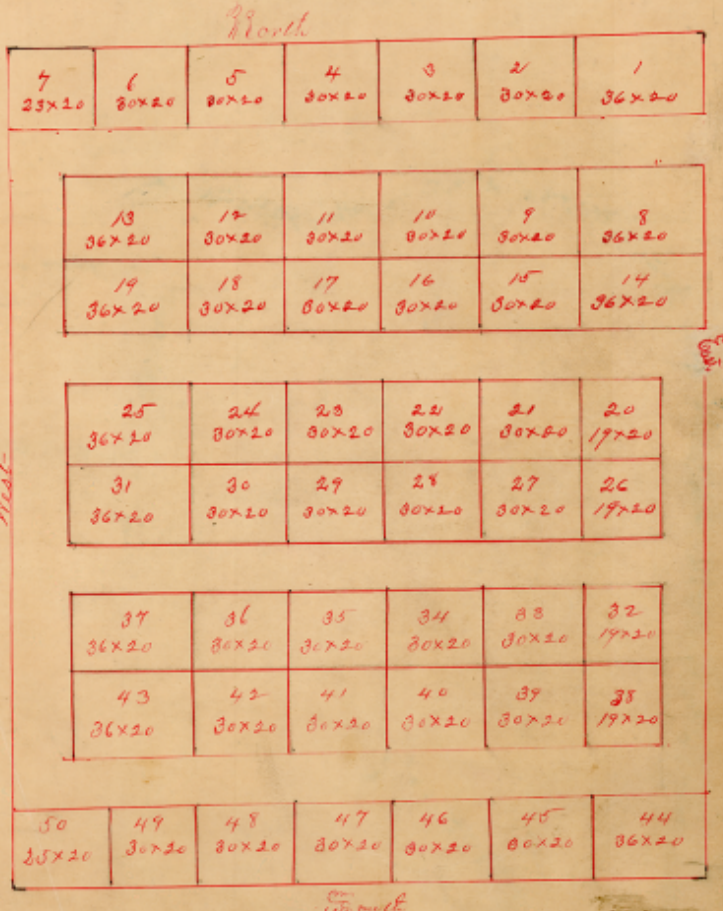 North
7 6 5 4 3 2 1
23x20 30x20 30x20 30x20 30x20 30x20 36x20
13 12 11 10 9 8
36x20 30x20 30x20 30x20 30x20 36x20
19 18 17 16 15 14
36x20 30x20 30x20 30x20 30x20 36x20
East
25 24 23 22 21 20
36x20 30x20 30x20 30x20 30x20 19x20
West
31 30 29 28 27 26
36x20 30x20 30x20 30x20 30x20 19x20
37 36 35 34 33 32
36x20 30x20 30x20 30x20 30x20 19x20
43 42 41 40 39 38
36x20 30x20 30x20 30x20 30x20 19x20
50 49 48 47 46 45 44
25x20 30x20 30x20 30x20 30x20 30x20 36x20
South